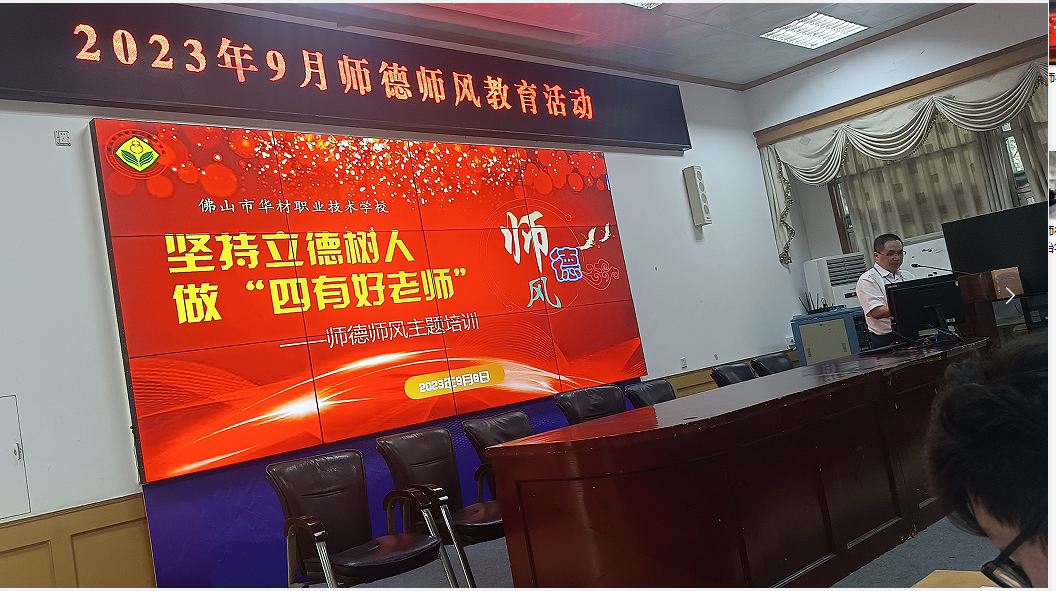 2023年9月师德师风教育活动
佛山市华材职业技术学校
坚持立德树人
做“四有好老师”
——师德师风主题培训
2023年9月8日
师
德
风